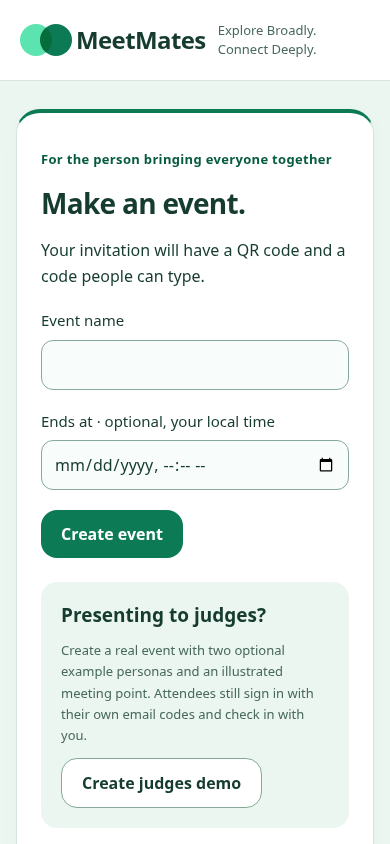 MeetMates
Explore Broadly.
Connect Deeply.
For the person bringing everyone together
Make an event.
Your invitation will have a QR code and a
code people can type.
Event name
Ends at · optional, your local time
mm/dd/yyyy, --:-- --
Create event
Presenting to judges?
Create a real event with two optional
example personas and an illustrated
meeting point. Attendees still sign in with
their own email codes and check in with
you.
Create judges demo